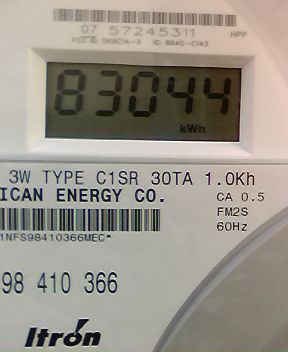 07 57245311 HPP
83044
kWh
3W TYPE C1SR 30TA 1.0Kh
ICAN ENERGY CO.
CA 0.5
FM2S
60Hz
1NFS98410366MEC*
98 410 366
Itron